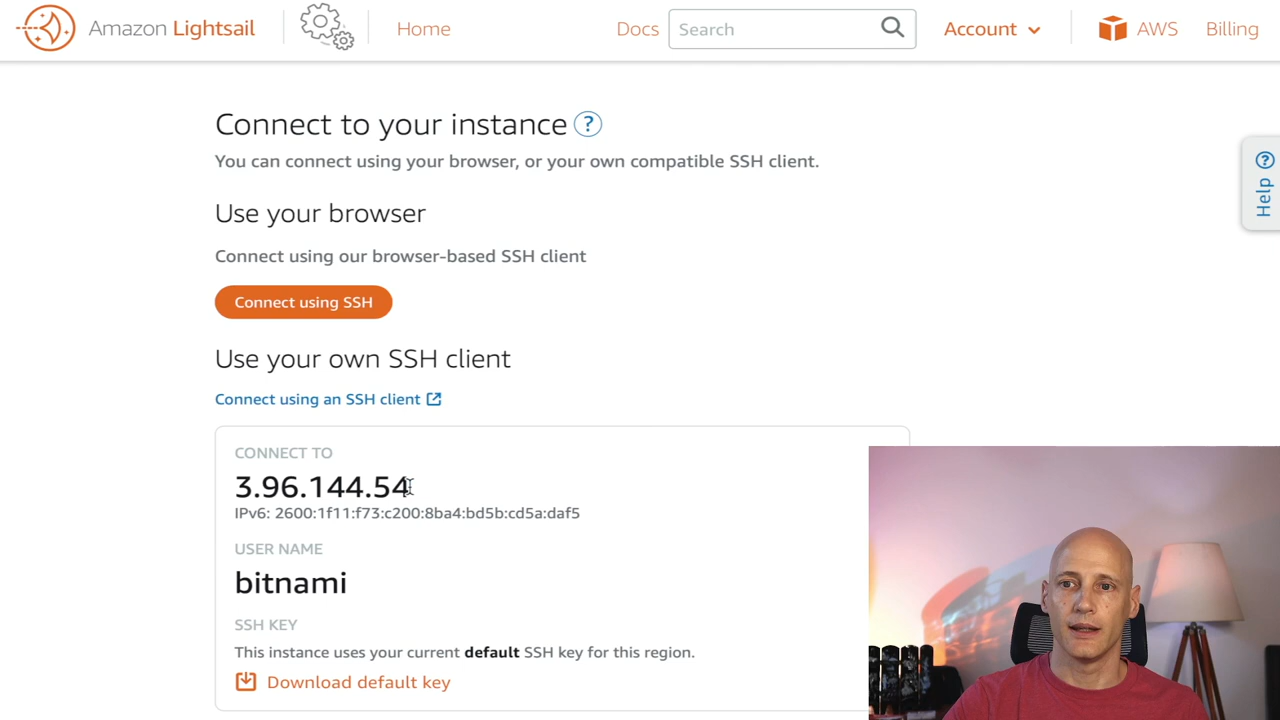 Amazon Lightsail
Home
Docs
Search
Account
AWS
Billing
Connect to your instance ?
You can connect using your browser, or your own compatible SSH client.
Help ?
Use your browser
Connect using our browser-based SSH client
Connect using SSH
Use your own SSH client
Connect using an SSH client
CONNECT TO
3.96.144.54
IPv6: 2600:1f11:f73:c200:8ba4:bd5b:cd5a:daf5
USER NAME
bitnami
SSH KEY
This instance uses your current default SSH key for this region.
Download default key